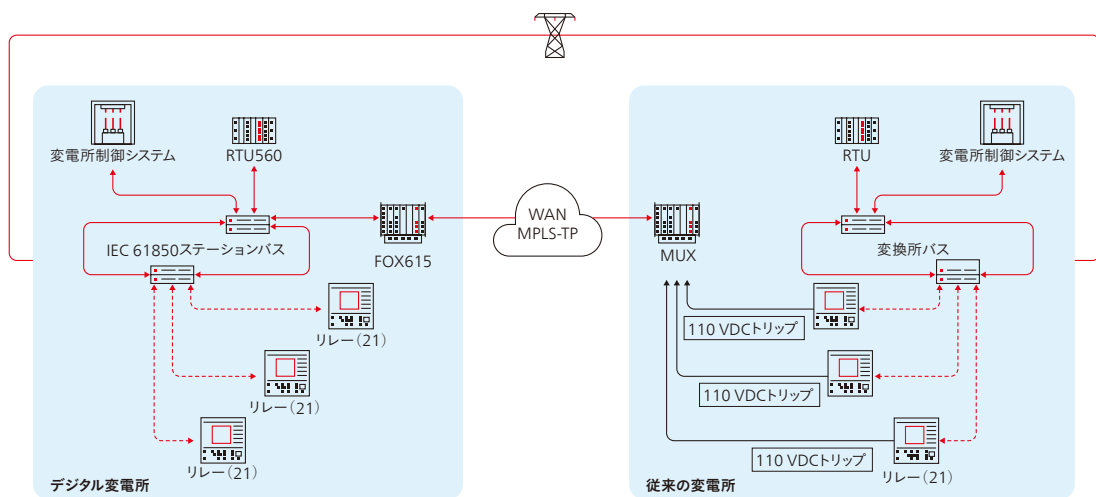 変電所制御システム
RTU560
IEC 61850ステーションバス
FOX615
リレー(21)
リレー(21)
リレー(21)
デジタル変電所
WAN
MPLS-TP
RTU
変電所制御システム
MUX
変換所バス
110 VDCトリップ
110 VDCトリップ
110 VDCトリップ
リレー(21)
従来の変電所